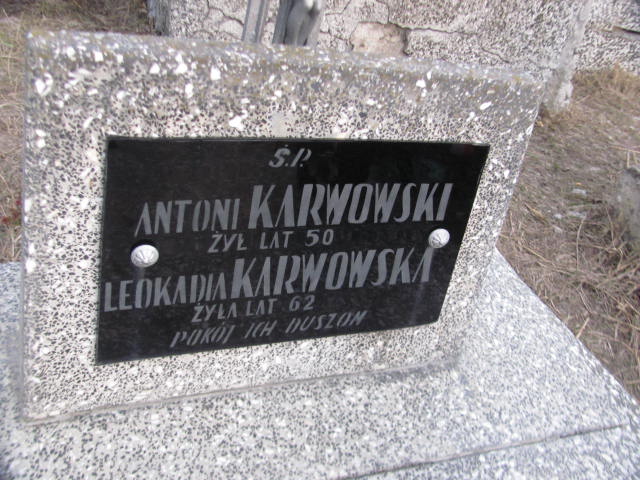 Ś.P.
ANTONI KARWOWSKI
ŻYŁ LAT 50
LEOKADIA KARWOWSKA
ŻYŁA LAT 62
POKÓJ ICH DUSZOM